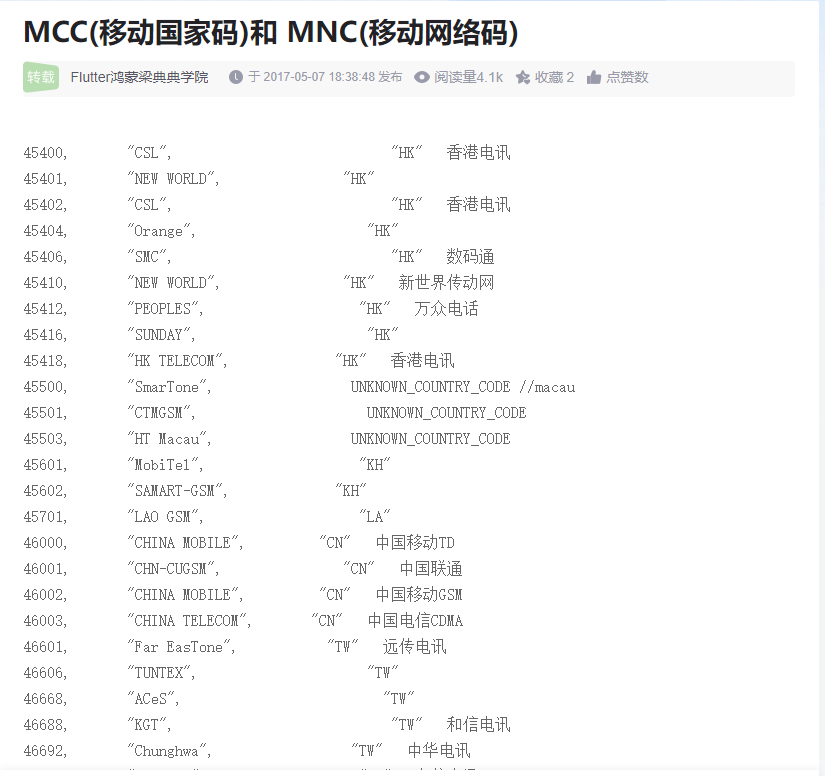 MCC(移动国家码)和 MNC(移动网络码)
转载 Flutter鸿蒙梁典典学院 于 2017-05-07 18:38:48 发布 阅读量4.1k 收藏 2 点赞数
45400, "CSL", "HK" 香港电讯
45401, "NEW WORLD", "HK"
45402, "CSL", "HK" 香港电讯
45404, "Orange", "HK"
45406, "SMC", "HK" 数码通
45410, "NEW WORLD", "HK" 新世界传动网
45412, "PEOPLES", "HK" 万众电话
45416, "SUNDAY", "HK"
45418, "HK TELECOM", "HK" 香港电讯
45500, "SmarTone", UNKNOWN_COUNTRY_CODE //macau
45501, "CTMGSM", UNKNOWN_COUNTRY_CODE
45503, "HT Macau", UNKNOWN_COUNTRY_CODE
45601, "MobiTel", "KH"
45602, "SAMART-GSM", "KH"
45701, "LAO GSM", "LA"
46000, "CHINA MOBILE", "CN" 中国移动TD
46001, "CHN-CUGSM", "CN" 中国联通
46002, "CHINA MOBILE", "CN" 中国移动GSM
46003, "CHINA TELECOM", "CN" 中国电信CDMA
46601, "Far EasTone", "TW" 远传电讯
46606, "TUNTEX", "TW"
46668, "ACeS", "TW"
46688, "KGT", "TW" 和信电讯
46692, "Chunghwa", "TW" 中华电讯